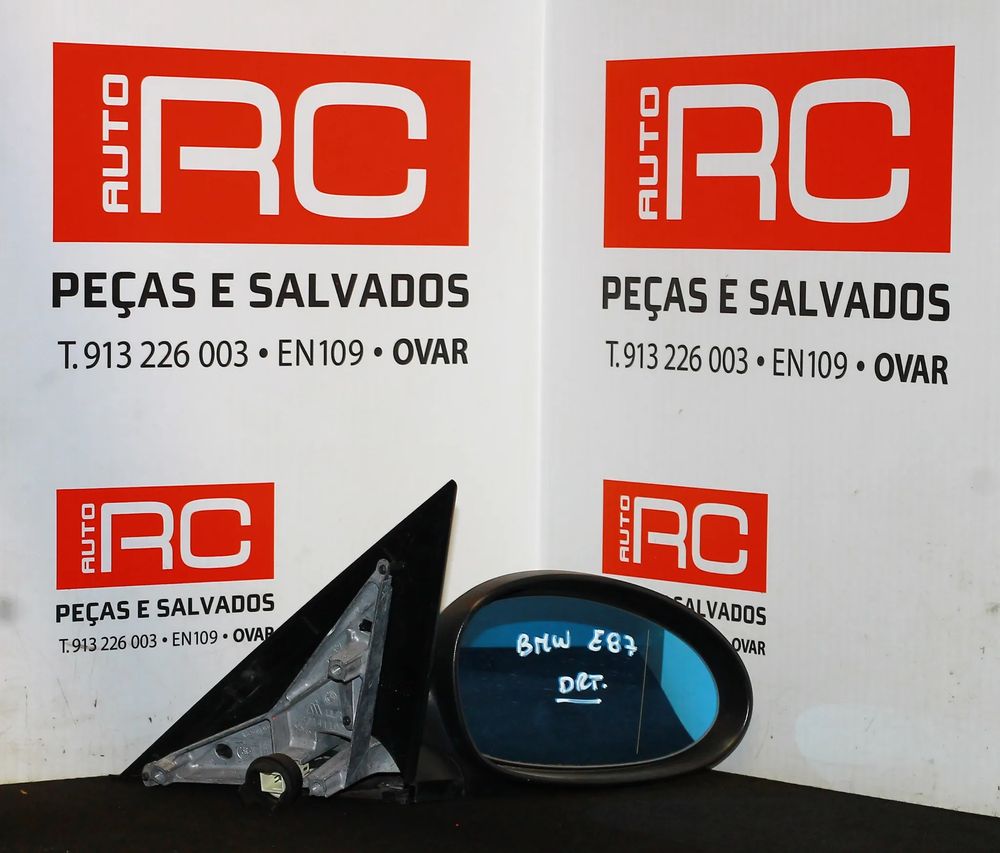 AUTO RC
PEÇAS E SALVADOS
T. 913 226 003 • EN109 • OVAR
AUTO RC
PEÇAS E SALVADOS
T. 913 226 003 • EN109 • OVAR
AUTO RC
PEÇAS E SALVADOS
T. 913 226 003 • EN109 • OVAR
AUTO RC
SALVADOS
OVAR
BMW E87
DRT.